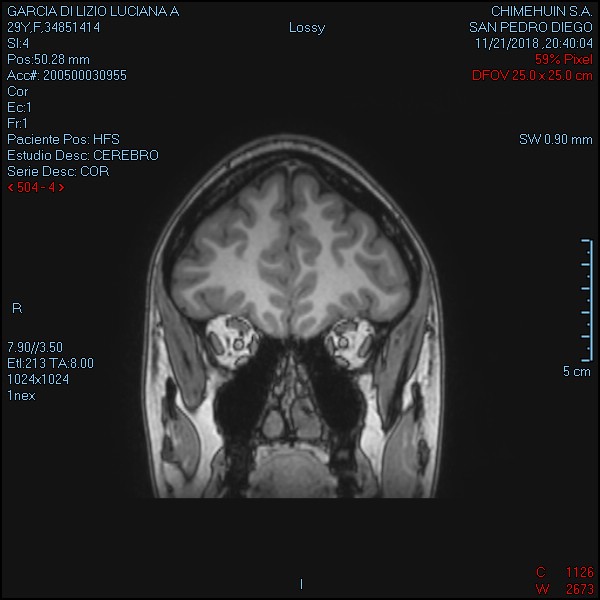 GARCIA DI LIZIO LUCIANA A
29Y,F,34851414
Sl:4
Pos:50.28 mm
Acc#: 200500030955
Cor
Ec:1
Fr:1
Paciente Pos: HFS
Estudio Desc: CEREBRO
Serie Desc: COR
< 504 - 4 >
Lossy
CHIMEHUIN S.A.
SAN PEDRO DIEGO
11/21/2018 ,20:40:04
59% Pixel
DFOV 25.0 x 25.0 cm
SW 0.90 mm
R
5 cm
7.90//3.50
Etl:213 TA:8.00
1024x1024
1nex
I
C 1126
W 2673